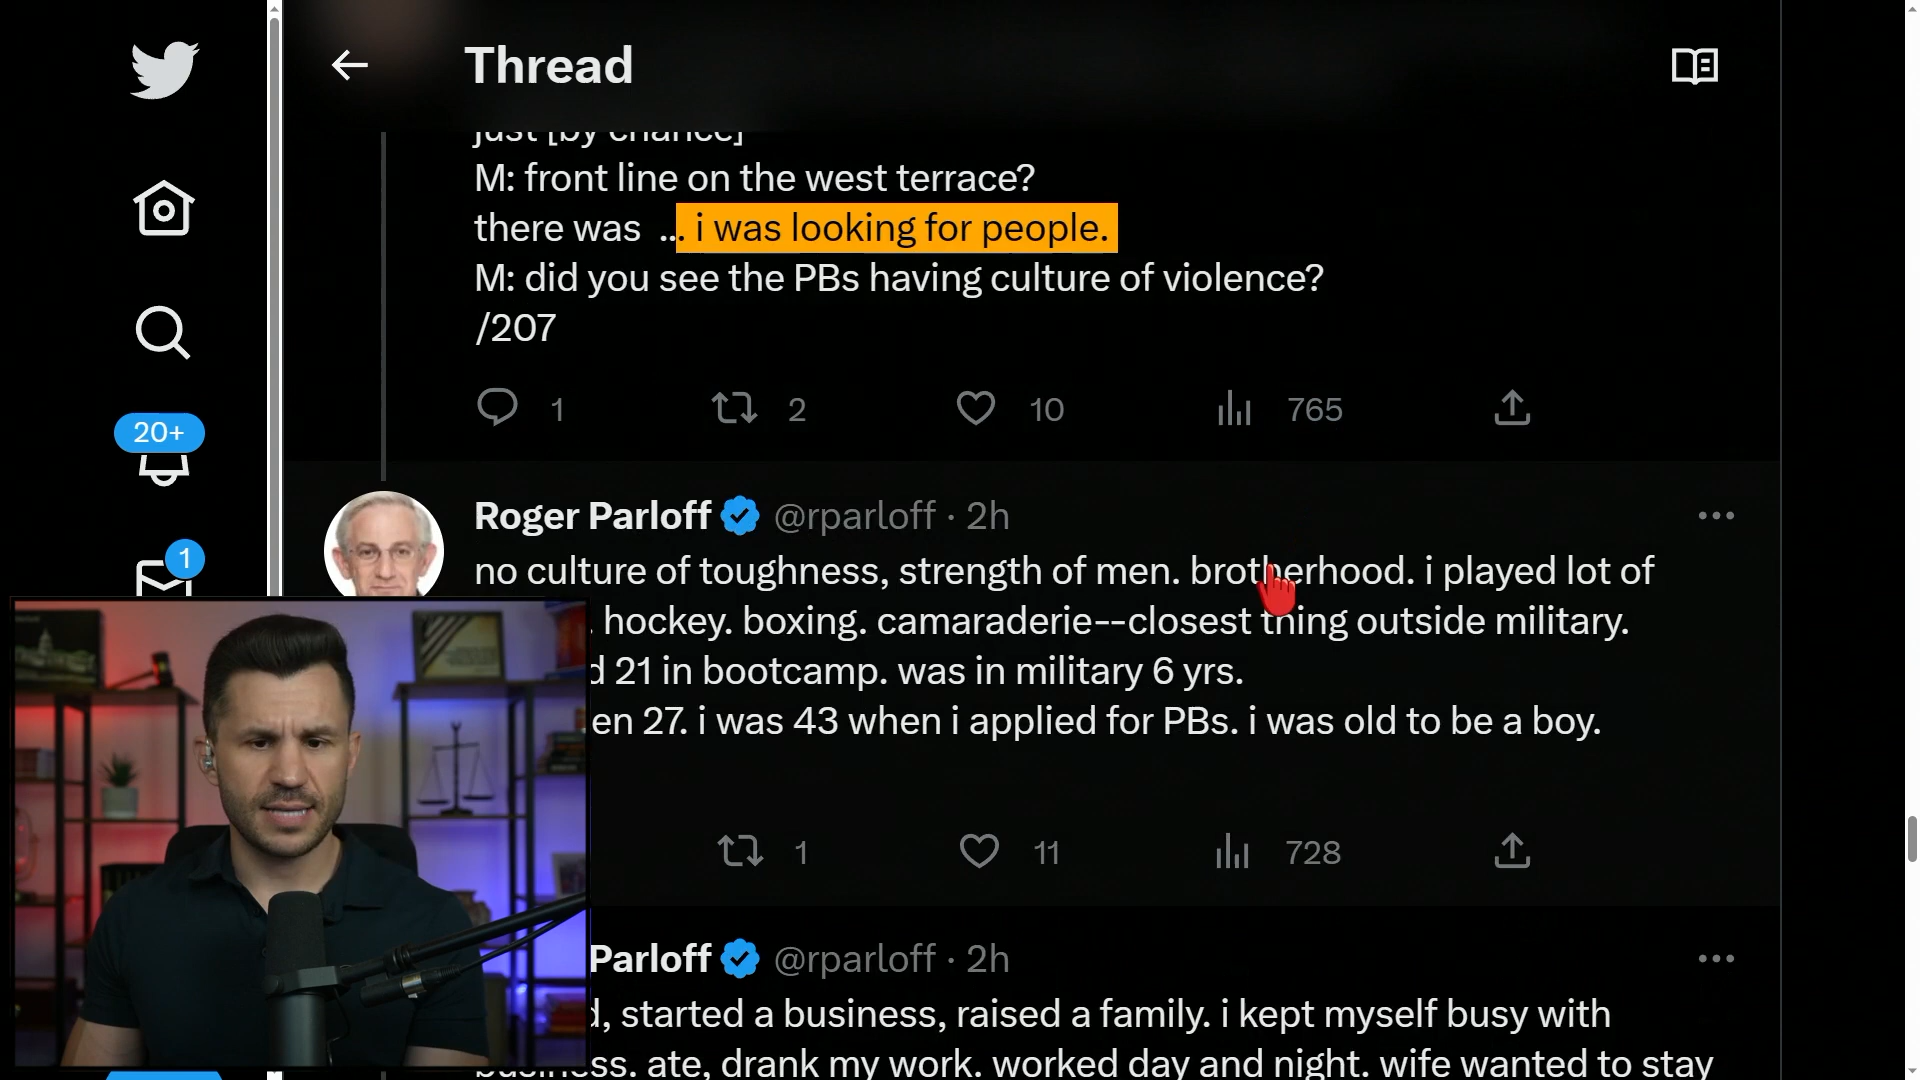 Thread
just [by chance]
M: front line on the west terrace?
there was ... i was looking for people.
M: did you see the PBs having culture of violence?
/207
1 2 10 765
20+
Roger Parloff @rparloff · 2h
no culture of toughness, strength of men. brotherhood. i played lot of
. hockey. boxing. camaraderie--closest thing outside military.
1
d 21 in bootcamp. was in military 6 yrs.
en 27. i was 43 when i applied for PBs. i was old to be a boy.
1 11 728
Parloff @rparloff · 2h
d, started a business, raised a family. i kept myself busy with
business. ate, drank my work. worked day and night. wife wanted to stay